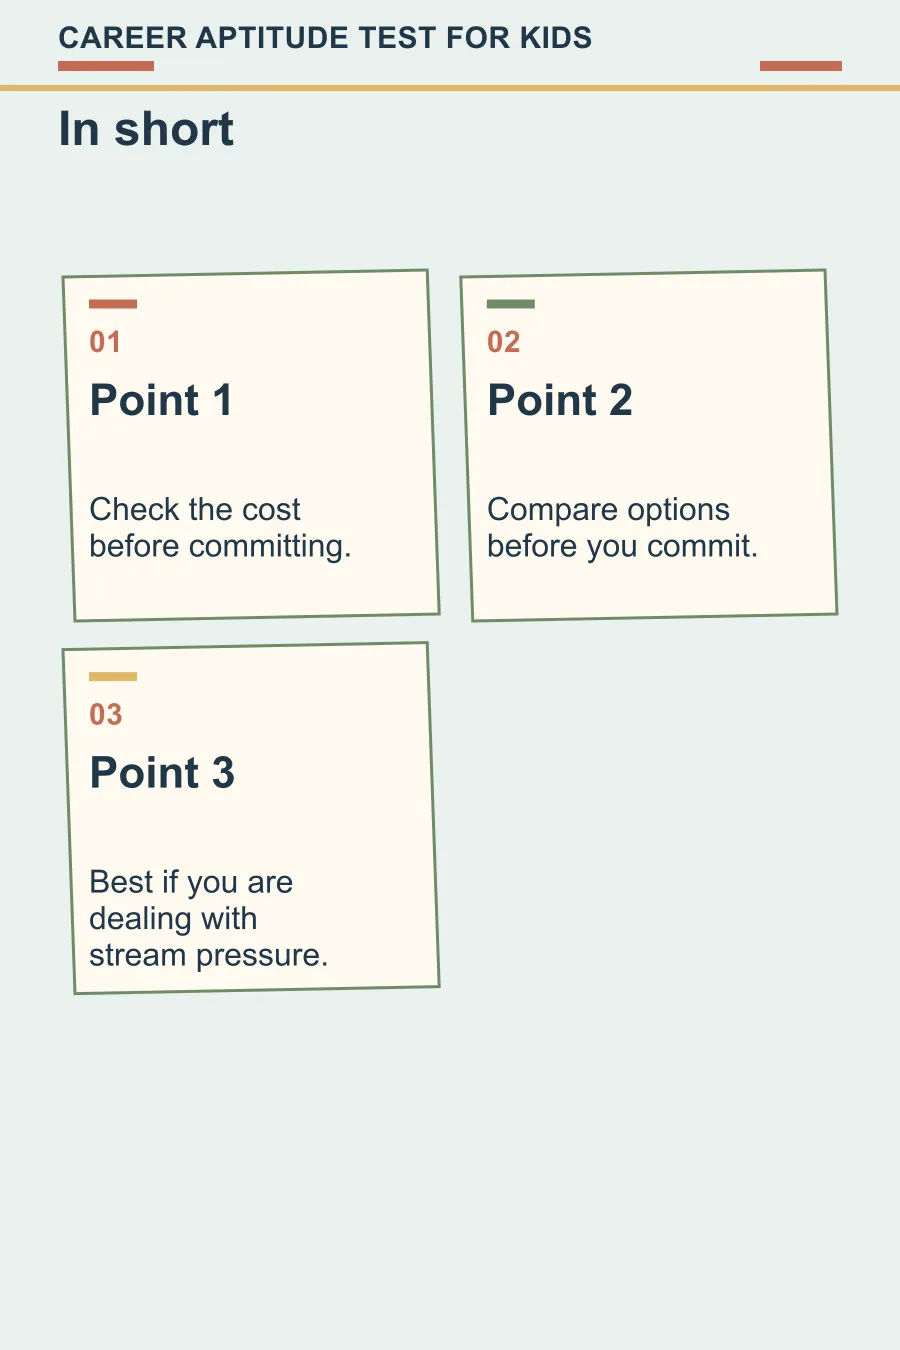 CAREER APTITUDE TEST FOR KIDS
In short
01
Point 1
Check the cost
before committing.
02
Point 2
Compare options
before you commit.
03
Point 3
Best if you are
dealing with
stream pressure.